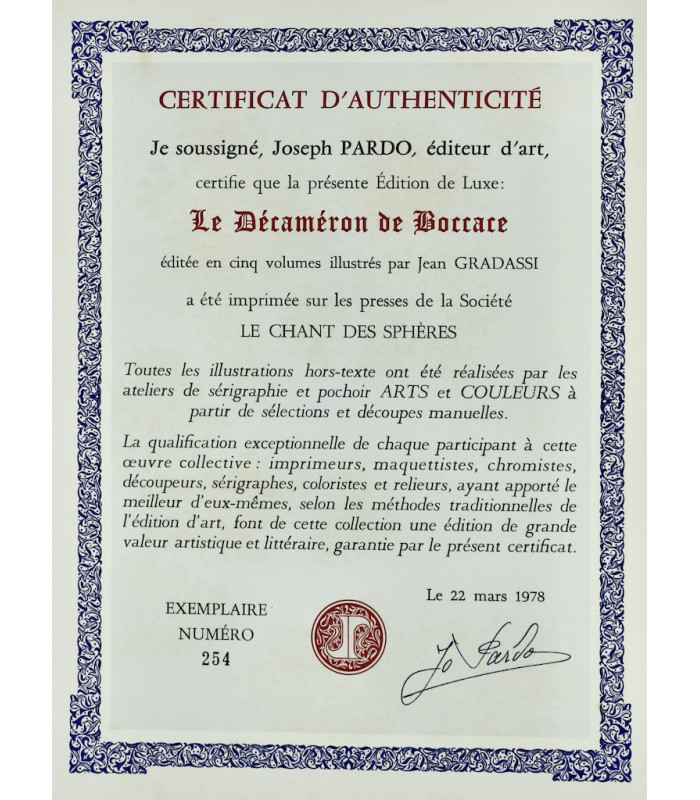 CERTIFICAT D'AUTHENTICITÉ
Je soussigné, Joseph PARDO, éditeur d'art,
certifie que la présente Édition de Luxe:
Le Décaméron de Boccace
éditée en cinq volumes illustrés par Jean GRADASSI
a été imprimée sur les presses de la Société
LE CHANT DES SPHÈRES
Toutes les illustrations hors-texte ont été réalisées par les
ateliers de sérigraphie et pochoir ARTS et COULEURS à
partir de sélections et découpes manuelles.
La qualification exceptionnelle de chaque participant à cette
œuvre collective : imprimeurs, maquettistes, chromistes,
découpeurs, sérigraphes, coloristes et relieurs, ayant apporté le
meilleur d'eux-mêmes, selon les méthodes traditionnelles de
l'édition d'art, font de cette collection une édition de grande
valeur artistique et littéraire, garantie par le présent certificat.
Le 22 mars 1978
EXEMPLAIRE
NUMÉRO
254
Jo Pardo